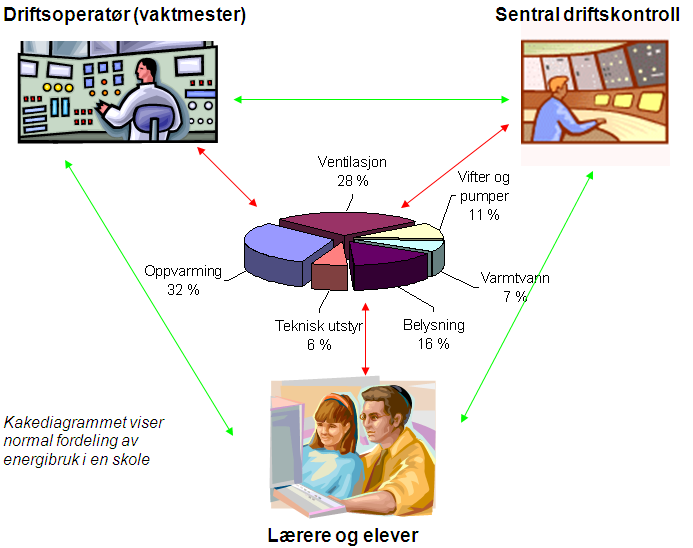 Driftsoperatør (vaktmester)
Sentral driftskontroll
Ventilasjon
28 %
Vifter og
pumper
11 %
Oppvarming
32 %
Varmtvann
7 %
Teknisk utstyr
6 %
Belysning
16 %
Kakediagrammet viser
normal fordeling av
energibruk i en skole
Lærere og elever